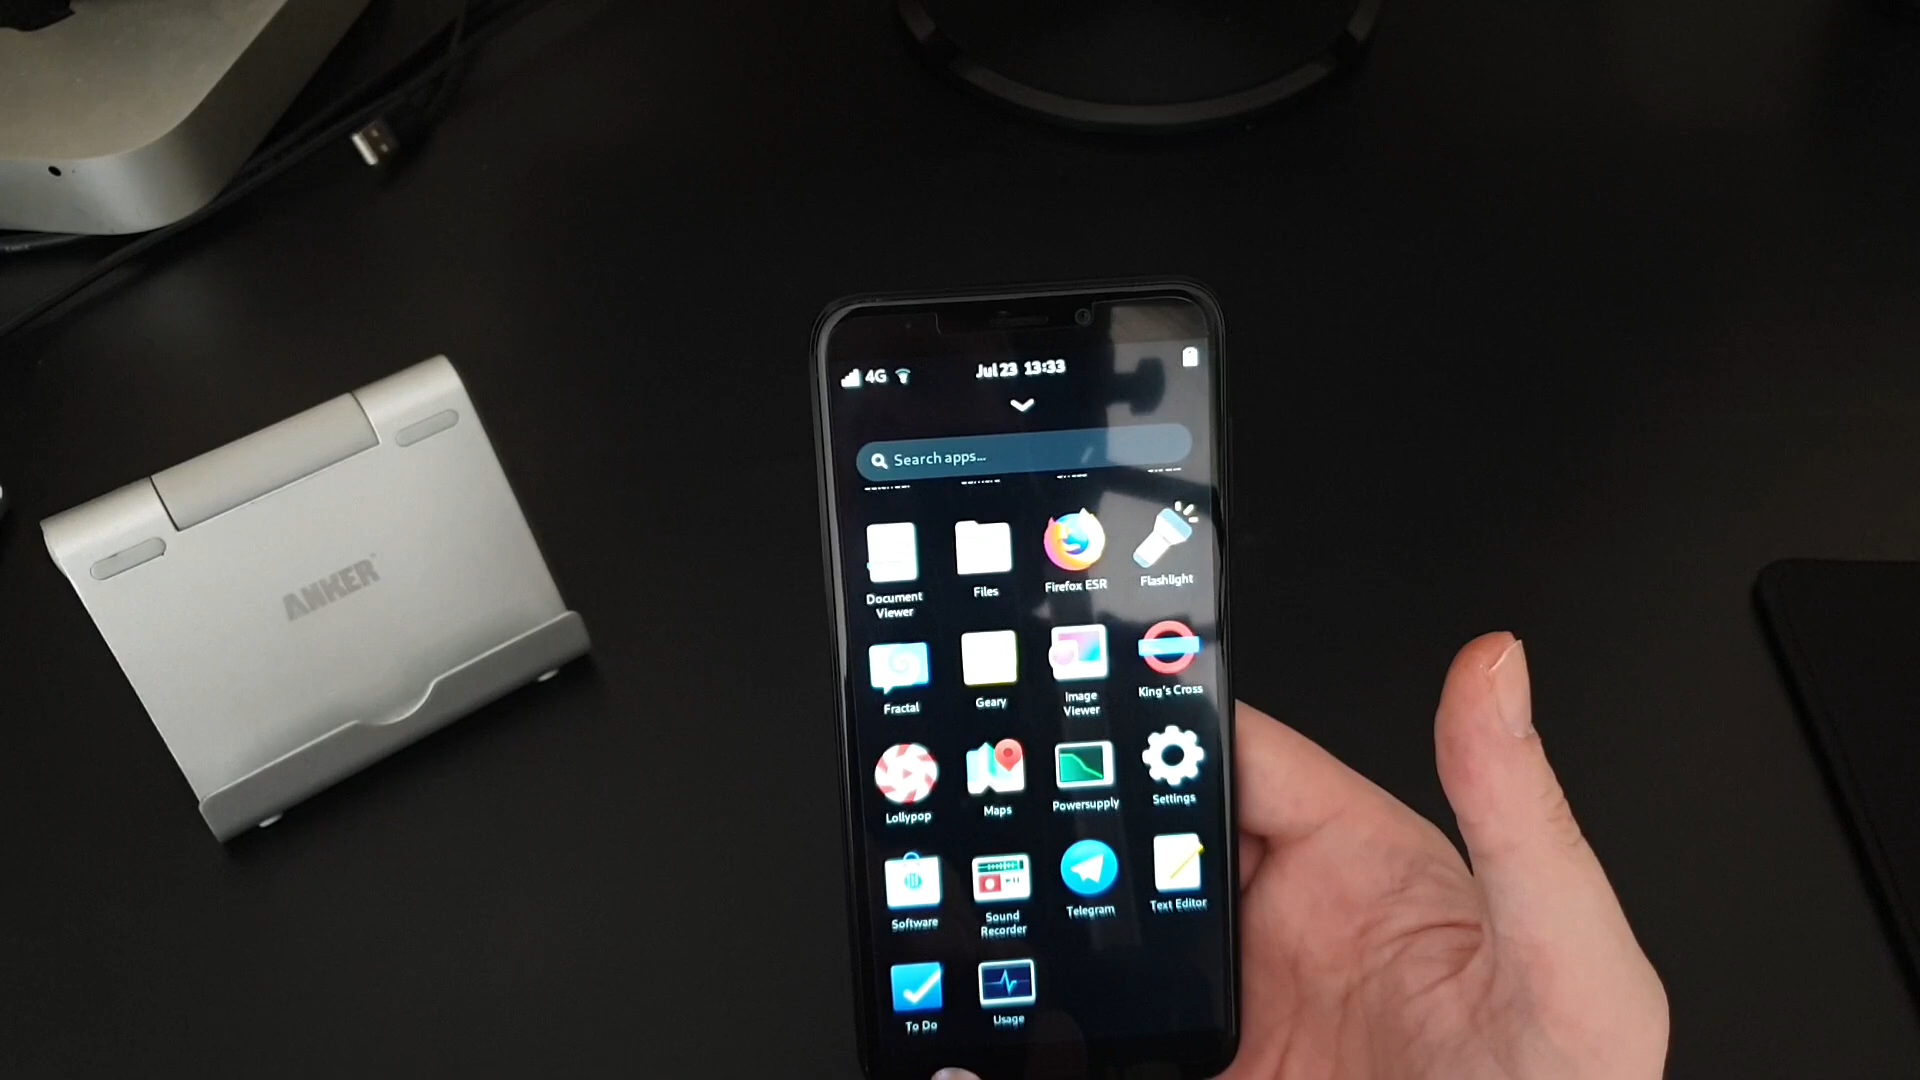 ANKER
4G
Jul 23 13:33
Search apps...
Document
Viewer
Files
Firefox ESR
Flashlight
Fractal
Geary
Image
Viewer
King's Cross
Lollypop
Maps
Powersupply
Settings
Software
Sound
Recorder
Telegram
Text Editor
To Do
Usage